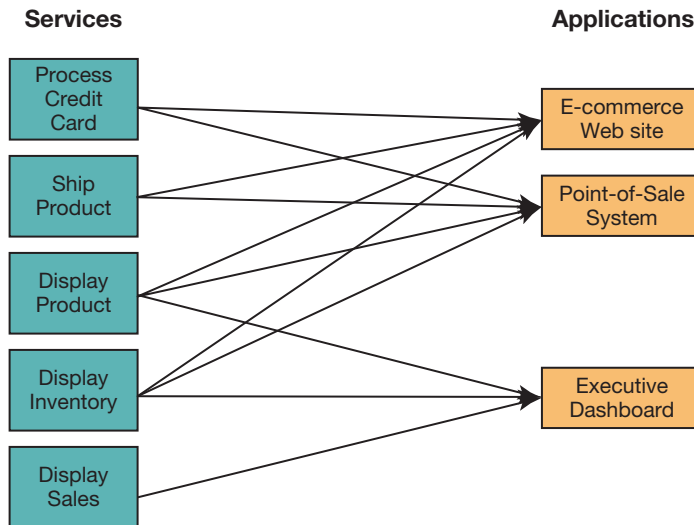 Services
Applications
Process
Credit
Card
E-commerce
Web site
Ship
Product
Point-of-Sale
System
Display
Product
Display
Inventory
Executive
Dashboard
Display
Sales